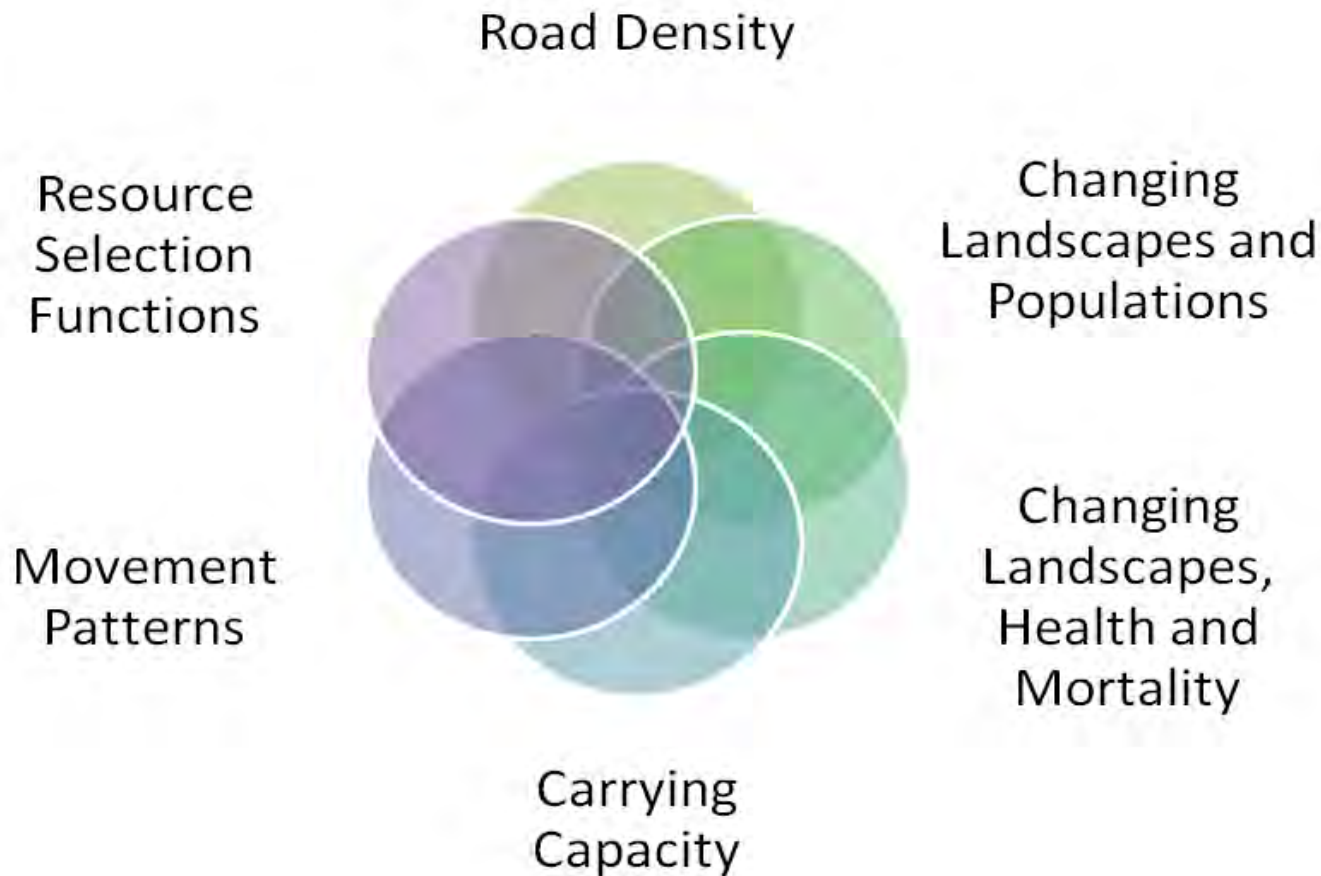 Road Density
Changing
Landscapes and
Populations
Changing
Landscapes,
Health and
Mortality
Carrying
Capacity
Movement
Patterns
Resource
Selection
Functions